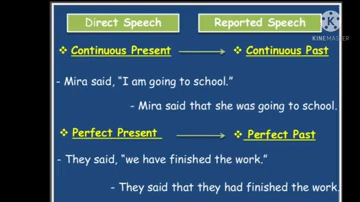 Direct Speech
Reported Speech
KINEMASTER
❖ Continuous Present
❖ Continuous Past
- Mira said, "I am going to school."
- Mira said that she was going to school.
❖ Perfect Present
❖ Perfect Past
- They said, "we have finished the work."
- They said that they had finished the work.